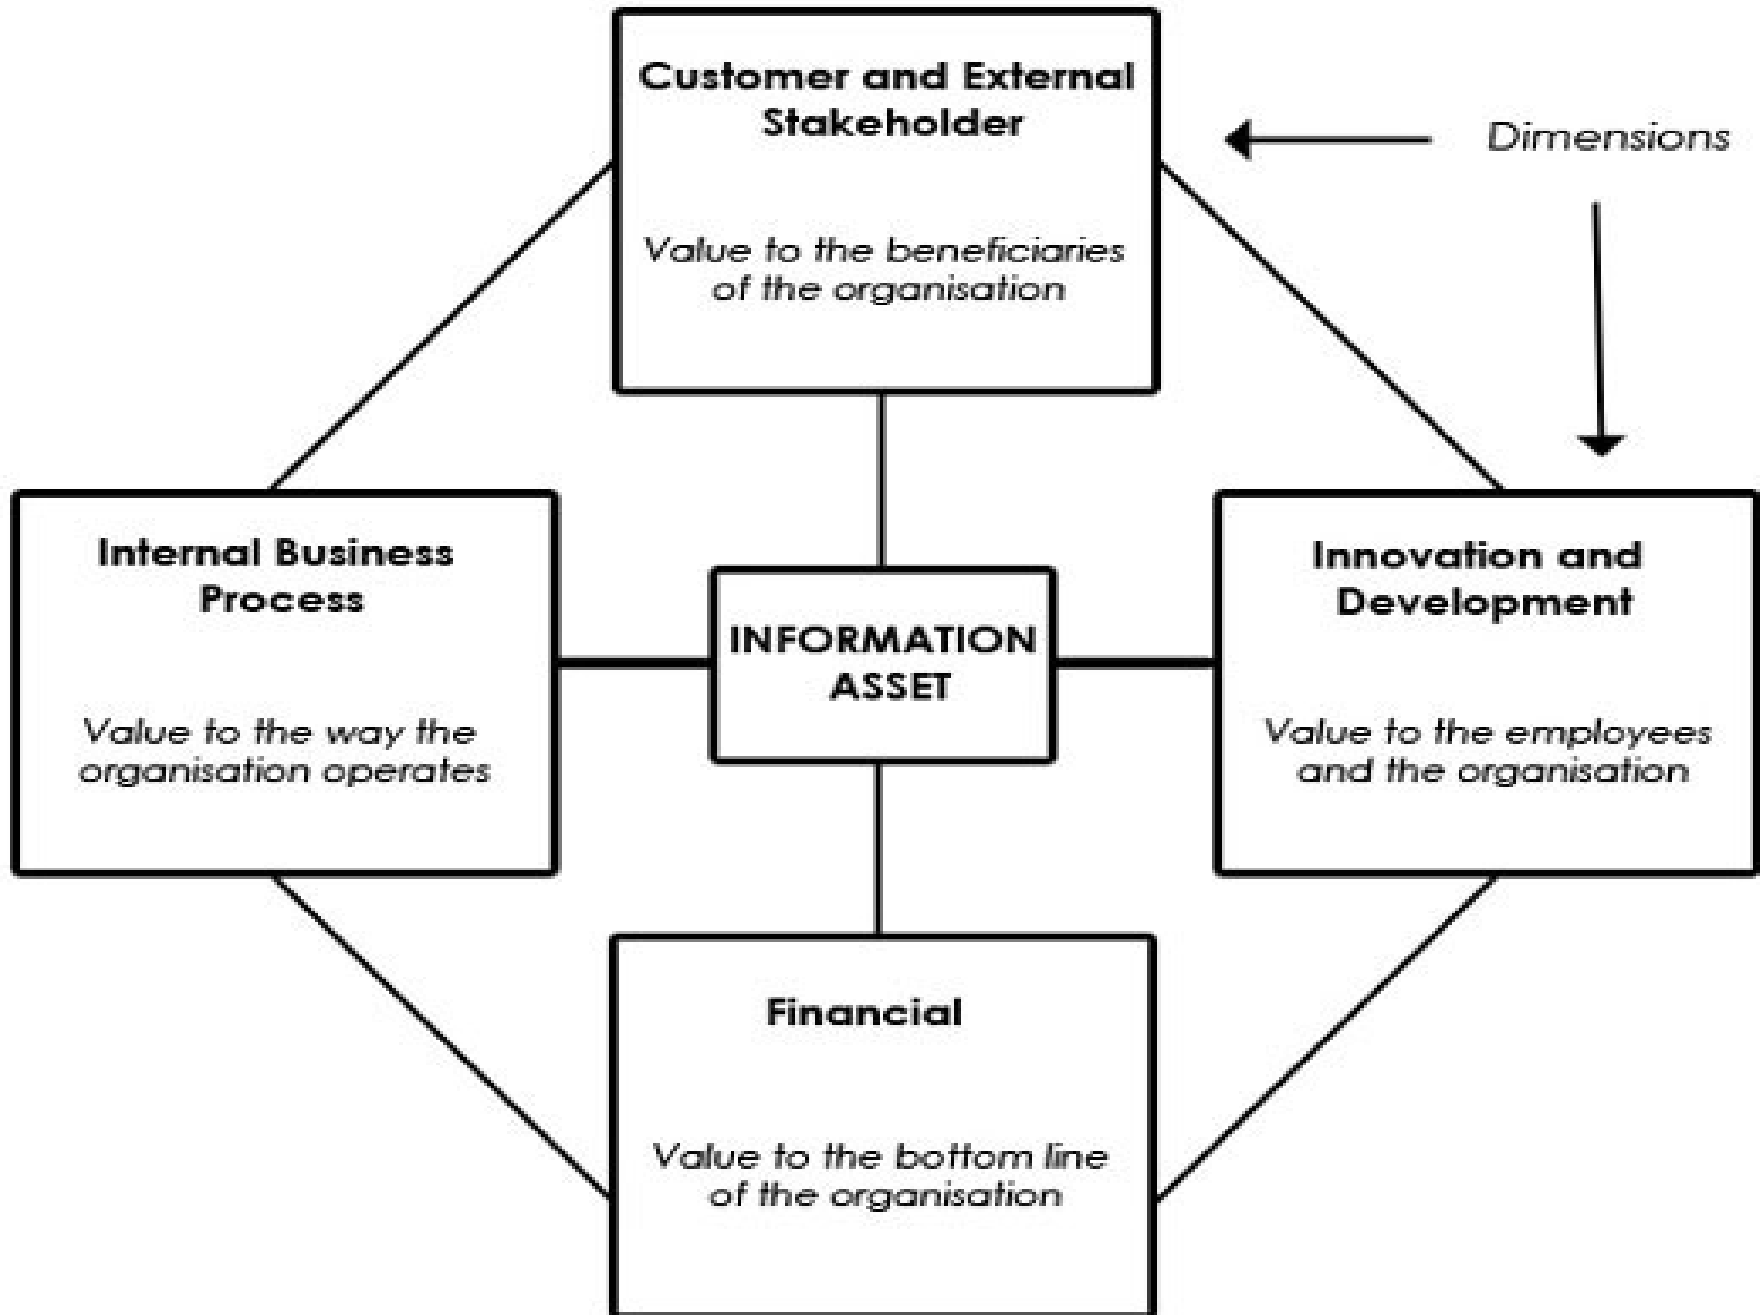 Customer and External
Stakeholder
Value to the beneficiaries
of the organisation
Dimensions
Internal Business
Process
Value to the way the
organisation operates
INFORMATION
ASSET
Innovation and
Development
Value to the employees
and the organisation
Financial
Value to the bottom line
of the organisation